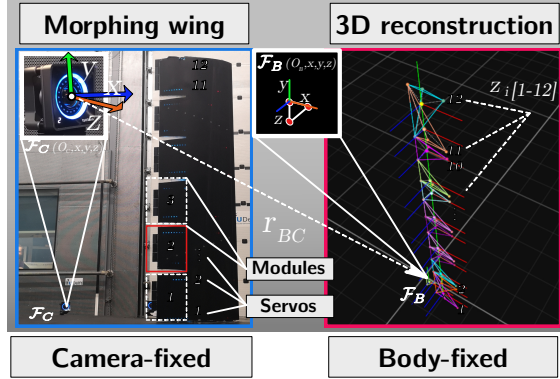 Morphing wing
3D reconstruction
y
x
z
F_C (O_c,x,y,z)
12
11
F_B (O_B,x,y,z)
y
x
z
z_i[1-12]
12
11
10
3
2
1
2
1
r_BC
Modules
Servos
F_C
F_B
2
1
Camera-fixed
Body-fixed